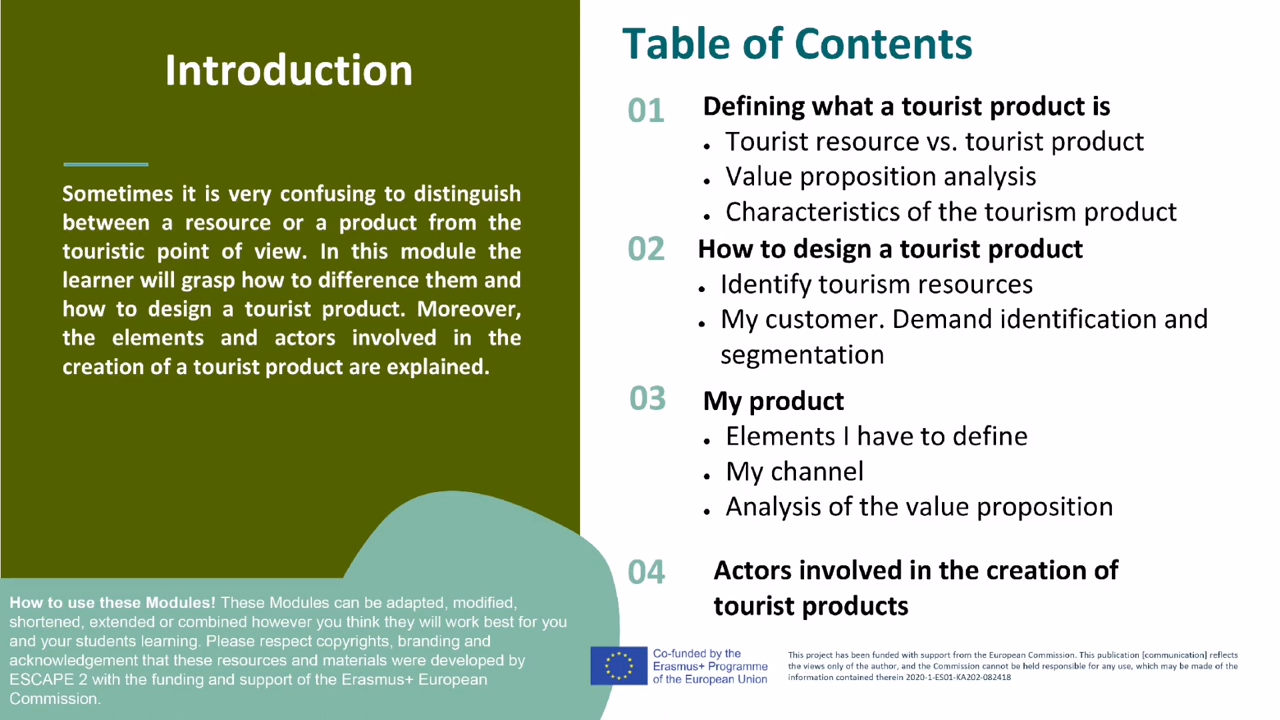 Introduction
Sometimes it is very confusing to distinguish
between a resource or a product from the
touristic point of view. In this module the
learner will grasp how to difference them and
how to design a tourist product. Moreover,
the elements and actors involved in the
creation of a tourist product are explained.
How to use these Modules! These Modules can be adapted, modified,
shortened, extended or combined however you think they will work best for you
and your students learning. Please respect copyrights, branding and
acknowledgement that these resources and materials were developed by
ESCAPE 2 with the funding and support of the Erasmus+ European
Commission.
Table of Contents
01 Defining what a tourist product is
• Tourist resource vs. tourist product
• Value proposition analysis
• Characteristics of the tourism product
02 How to design a tourist product
• Identify tourism resources
• My customer. Demand identification and
segmentation
03 My product
• Elements I have to define
• My channel
• Analysis of the value proposition
04 Actors involved in the creation of
tourist products
Co-funded by the
Erasmus+ Programme
of the European Union
This project has been funded with support from the European Commission. This publication [communication] reflects
the views only of the author, and the Commission cannot be held responsible for any use, which may be made of the
information contained therein 2020-1-ES01-KA202-082418